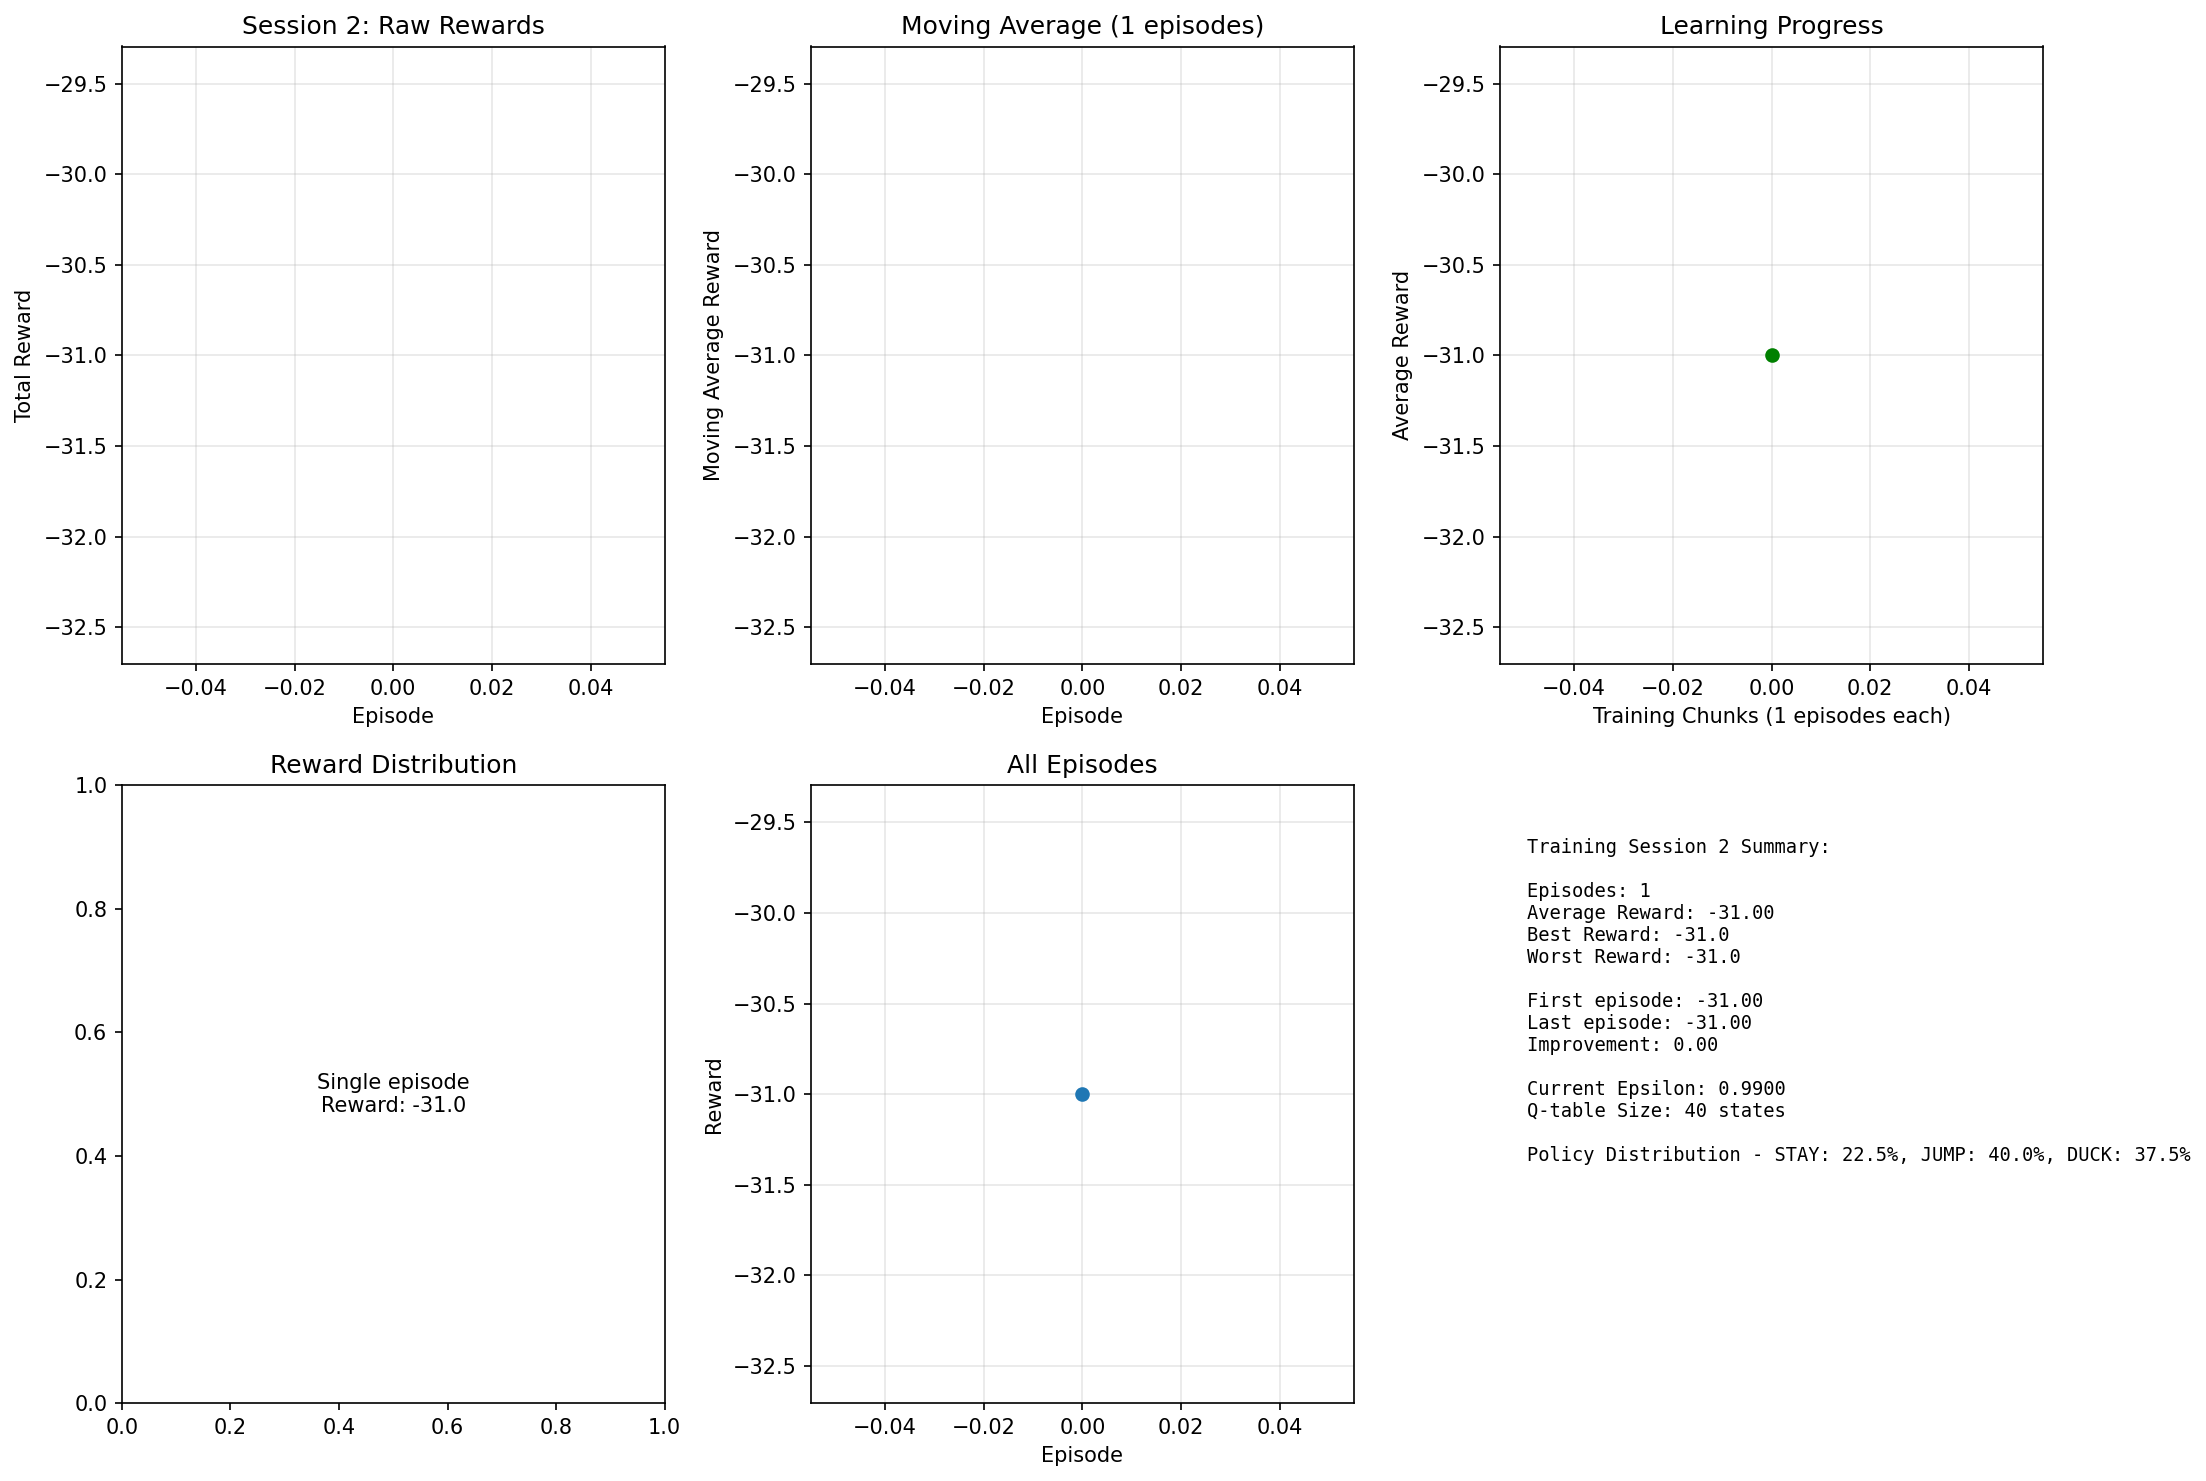 Session 2: Raw Rewards
Total Reward
−29.5
−30.0
−30.5
−31.0
−31.5
−32.0
−32.5
−0.04 −0.02 0.00 0.02 0.04
Episode
Moving Average (1 episodes)
Moving Average Reward
−29.5
−30.0
−30.5
−31.0
−31.5
−32.0
−32.5
−0.04 −0.02 0.00 0.02 0.04
Episode
Learning Progress
Average Reward
−29.5
−30.0
−30.5
−31.0
−31.5
−32.0
−32.5
−0.04 −0.02 0.00 0.02 0.04
Training Chunks (1 episodes each)
Reward Distribution
1.0
0.8
0.6
0.4
0.2
0.0
Single episode
Reward: -31.0
0.0 0.2 0.4 0.6 0.8 1.0
All Episodes
Reward
−29.5
−30.0
−30.5
−31.0
−31.5
−32.0
−32.5
−0.04 −0.02 0.00 0.02 0.04
Episode
Training Session 2 Summary:
Episodes: 1
Average Reward: -31.00
Best Reward: -31.0
Worst Reward: -31.0
First episode: -31.00
Last episode: -31.00
Improvement: 0.00
Current Epsilon: 0.9900
Q-table Size: 40 states
Policy Distribution - STAY: 22.5%, JUMP: 40.0%, DUCK: 37.5%